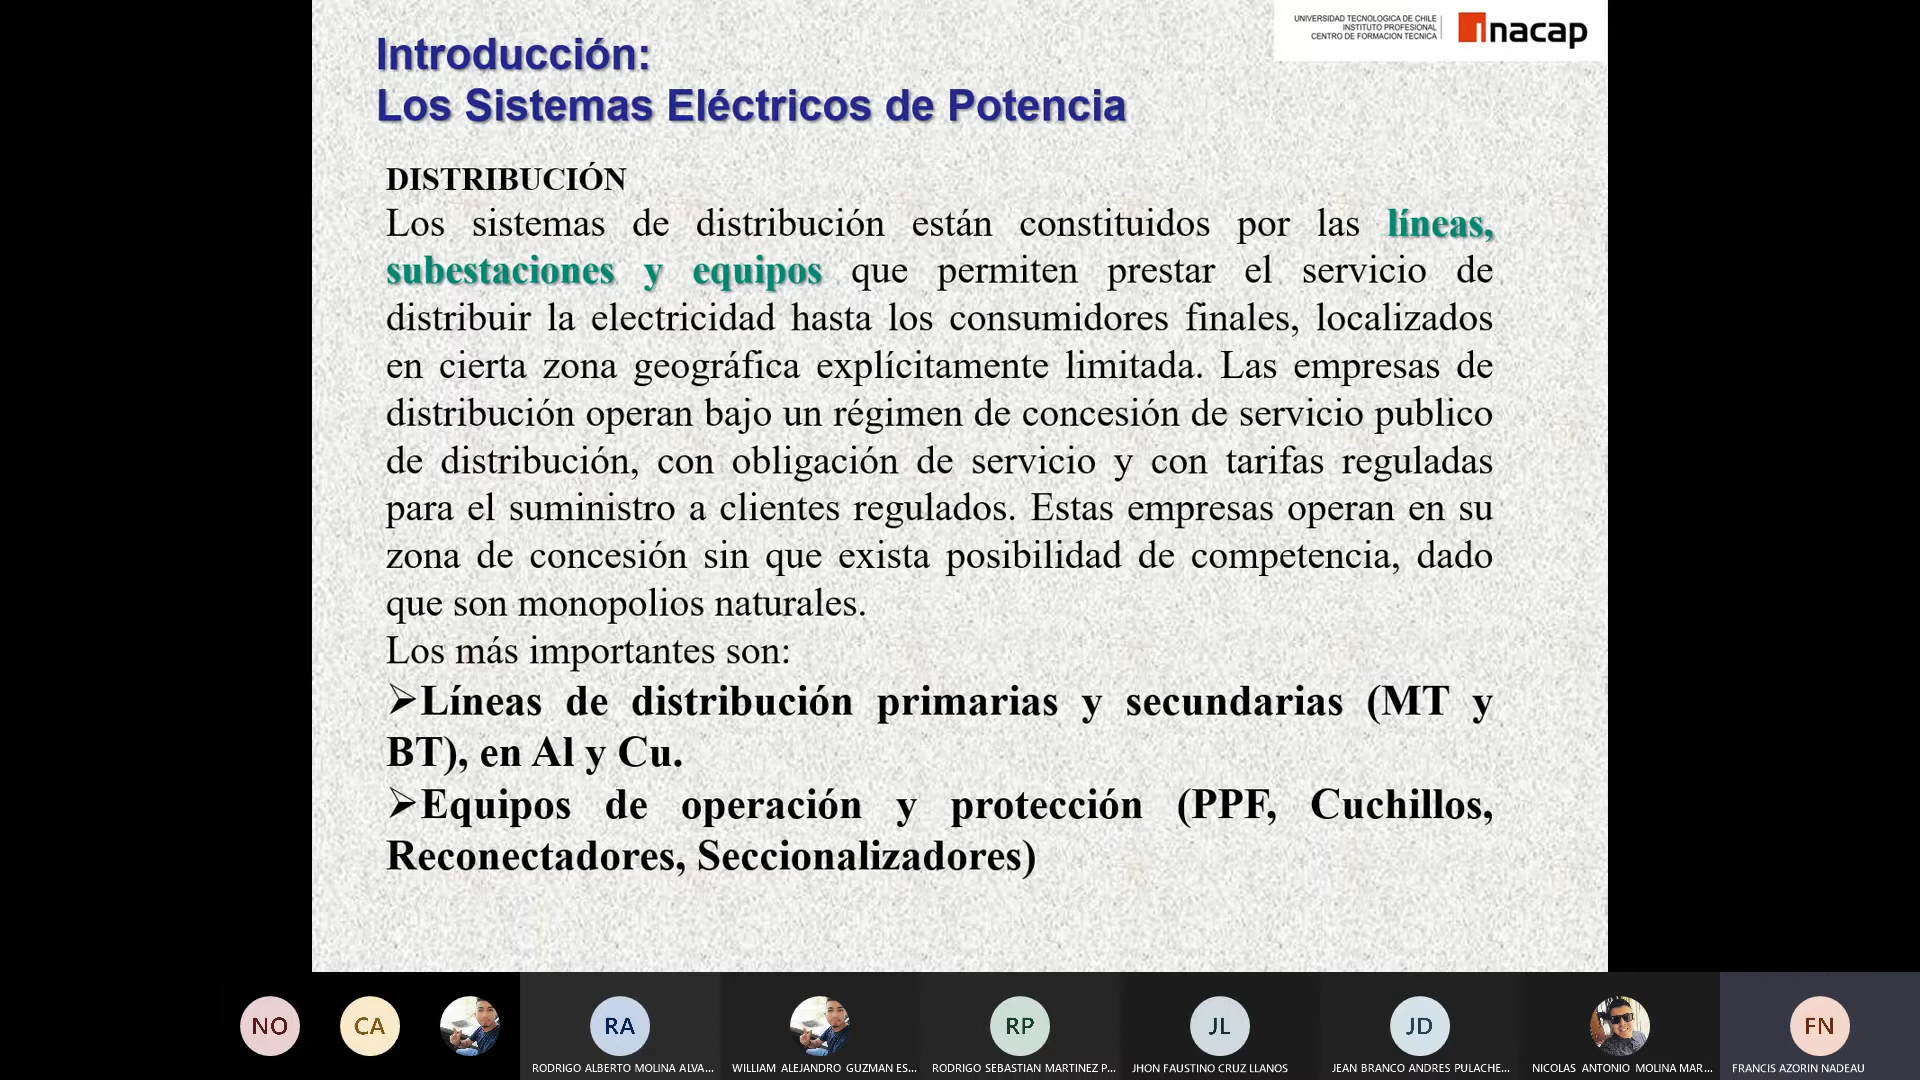 UNIVERSIDAD TECNOLOGICA DE CHILE
INSTITUTO PROFESIONAL
CENTRO DE FORMACION TECNICA
inacap
Introducción:
Los Sistemas Eléctricos de Potencia
DISTRIBUCIÓN
Los sistemas de distribución están constituidos por las líneas,
subestaciones y equipos que permiten prestar el servicio de
distribuir la electricidad hasta los consumidores finales, localizados
en cierta zona geográfica explícitamente limitada. Las empresas de
distribución operan bajo un régimen de concesión de servicio publico
de distribución, con obligación de servicio y con tarifas reguladas
para el suministro a clientes regulados. Estas empresas operan en su
zona de concesión sin que exista posibilidad de competencia, dado
que son monopolios naturales.
Los más importantes son:
➢Líneas de distribución primarias y secundarias (MT y
BT), en Al y Cu.
➢Equipos de operación y protección (PPF, Cuchillos,
Reconectadores, Seccionalizadores)
NO
CA
RA
RP
JL
JD
FN
RODRIGO ALBERTO MOLINA ALVA...
WILLIAM ALEJANDRO GUZMAN ES...
RODRIGO SEBASTIAN MARTINEZ P...
JHON FAUSTINO CRUZ LLANOS
JEAN BRANCO ANDRES PULACHE...
NICOLAS ANTONIO MOLINA MAR...
FRANCIS AZORIN NADEAU